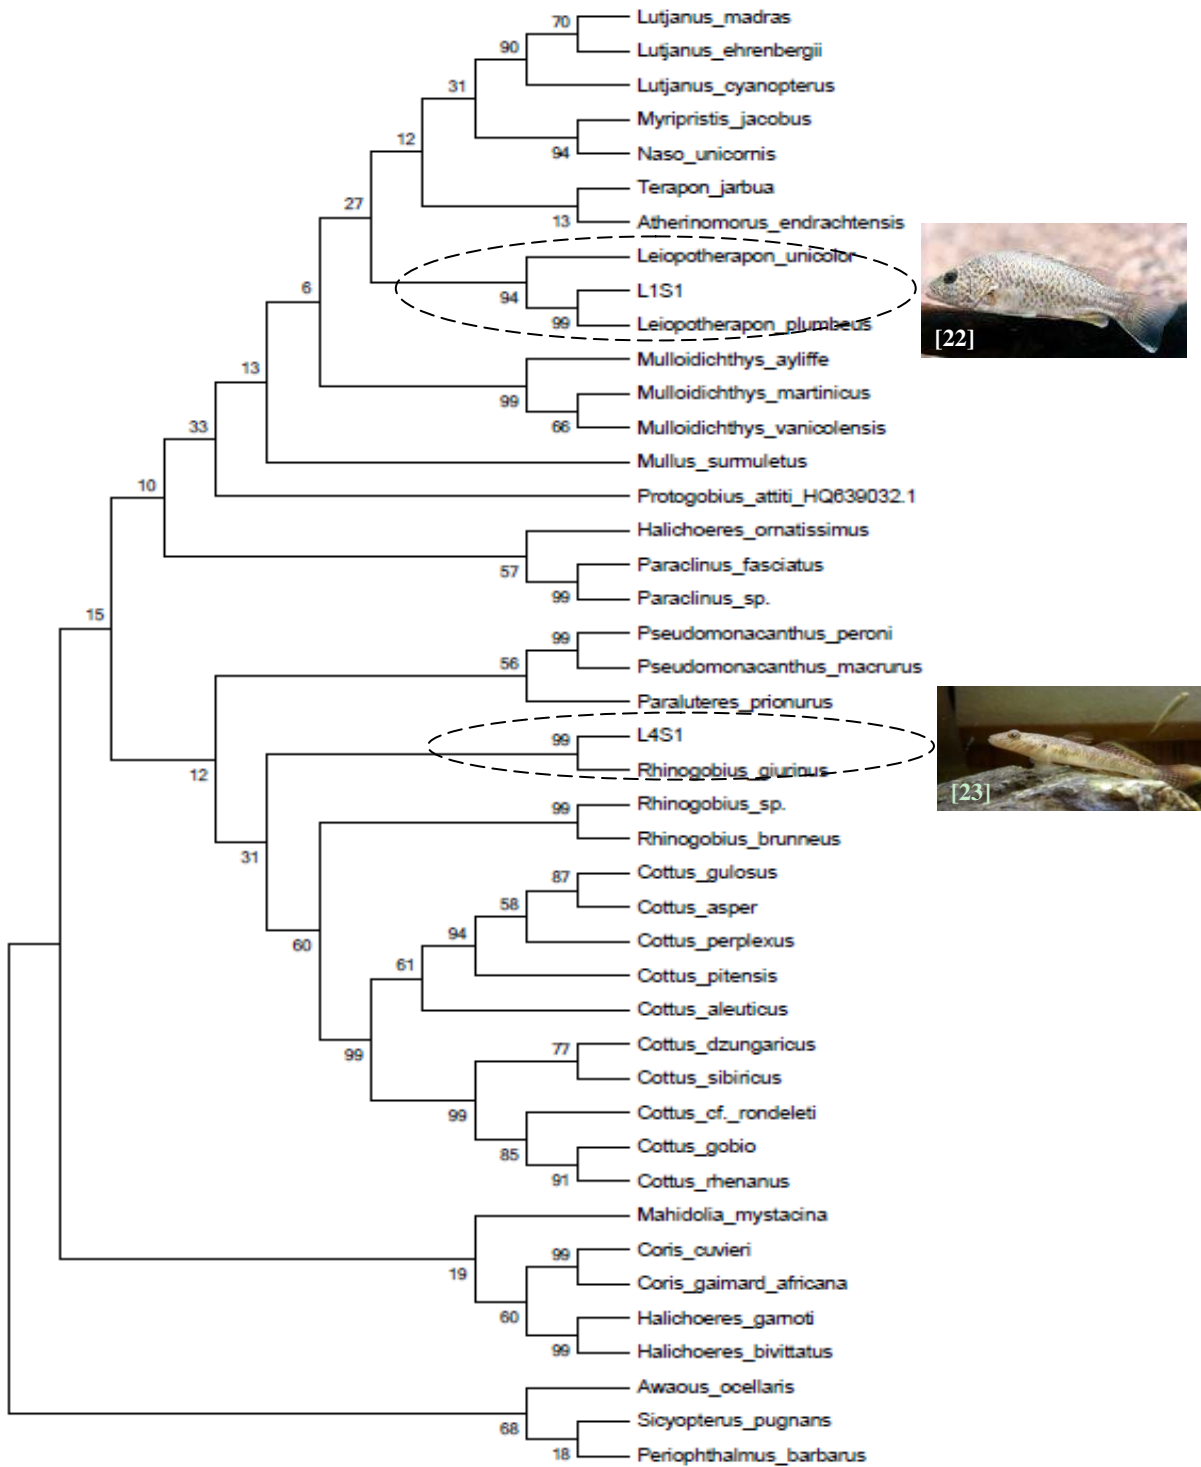 70
Lutjanus_madras
90
Lutjanus_ehrenbergii
31
Lutjanus_cyanopterus
12
Myripristis_jacobus
94
Naso_unicornis
27
Terapon_jarbua
13
Atherinomorus_endrachtensis
Leiopotherapon_unicolor
6
94
L1S1
99
Leiopotherapon_plumbeus
[22]
13
Mulloidichthys_ayliffe
99
Mulloidichthys_martinicus
33
66
Mulloidichthys_vanicolensis
Mullus_surmuletus
10
Protogobius_attiti_HQ639032.1
Halichoeres_ornatissimus
57
Paraclinus_fasciatus
99
Paraclinus_sp.
15
99
Pseudomonacanthus_peroni
56
Pseudomonacanthus_macrurus
Paraluteres_prionurus
99
L4S1
12
Rhinogobius_giurinus
[23]
99
Rhinogobius_sp.
31
Rhinogobius_brunneus
87
Cottus_gulosus
58
Cottus_asper
94
60
Cottus_perplexus
61
Cottus_pitensis
Cottus_aleuticus
99
77
Cottus_dzungaricus
Cottus_sibiricus
99
Cottus_cf._rondeleti
85
Cottus_gobio
91
Cottus_rhenanus
Mahidolia_mystacina
99
Coris_cuvieri
19
Coris_gaimard_africana
60
Halichoeres_garnoti
99
Halichoeres_bivittatus
Awaous_ocellaris
68
Sicyopterus_pugnans
18
Periophthalmus_barbarus